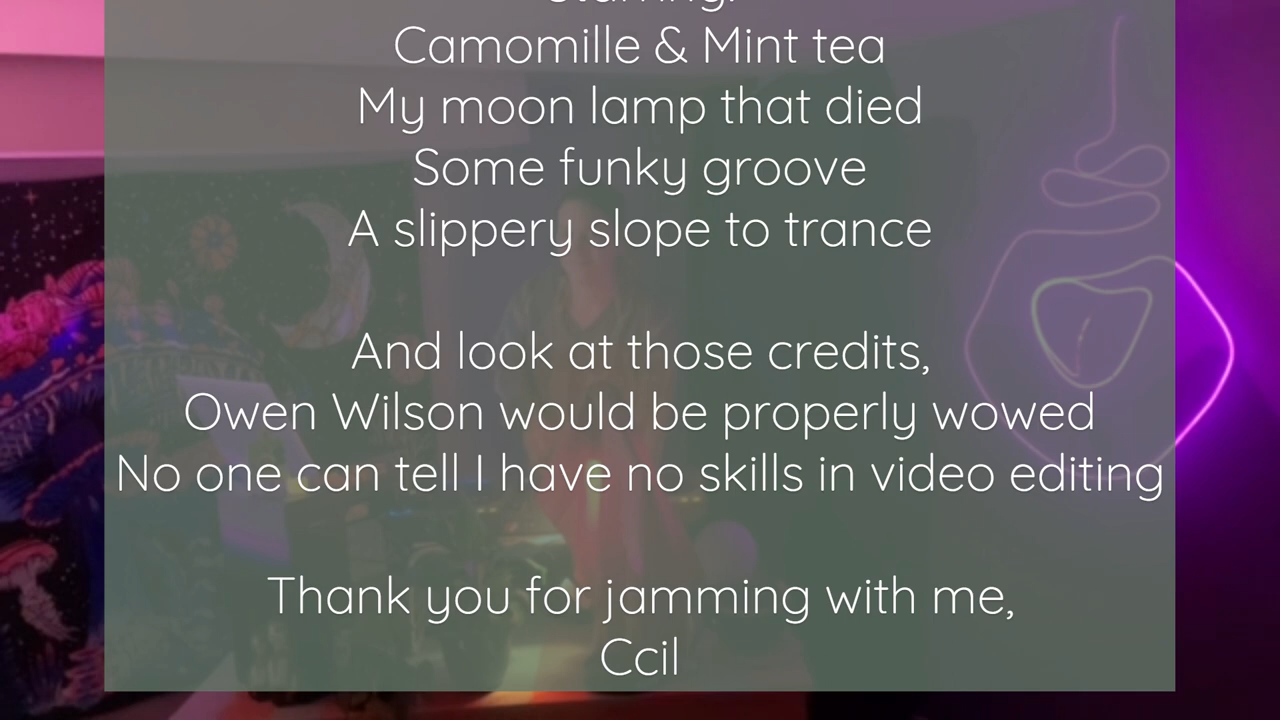 Camomille & Mint tea
My moon lamp that died
Some funky groove
A slippery slope to trance
And look at those credits,
Owen Wilson would be properly wowed
No one can tell I have no skills in video editing
Thank you for jamming with me,
Ccil